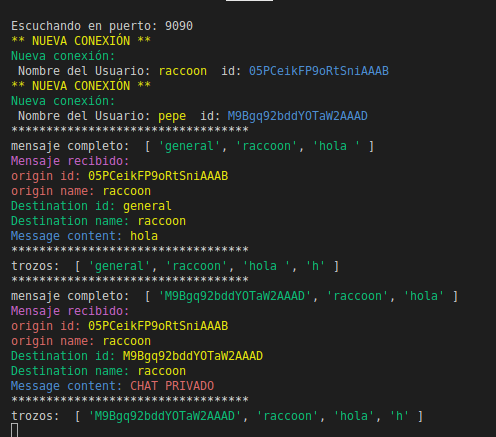 Escuchando en puerto: 9090
** NUEVA CONEXIÓN **
Nueva conexión:
Nombre del Usuario: raccoon  id: 05PCeikFP9oRtSniAAAB
** NUEVA CONEXIÓN **
Nueva conexión:
Nombre del Usuario: pepe  id: M9Bgq92bddYOTaW2AAAD
**********************************
mensaje completo:  [ 'general', 'raccoon', 'hola ' ]
Mensaje recibido:
origin id: 05PCeikFP9oRtSniAAAB
origin name: raccoon
Destination id: general
Destination name: raccoon
Message content: hola
**********************************
trozos:  [ 'general', 'raccoon', 'hola ', 'h' ]
**********************************
mensaje completo:  [ 'M9Bgq92bddYOTaW2AAAD', 'raccoon', 'hola' ]
Mensaje recibido:
origin id: 05PCeikFP9oRtSniAAAB
origin name: raccoon
Destination id: M9Bgq92bddYOTaW2AAAD
Destination name: raccoon
Message content: CHAT PRIVADO
**********************************
trozos:  [ 'M9Bgq92bddYOTaW2AAAD', 'raccoon', 'hola', 'h' ]